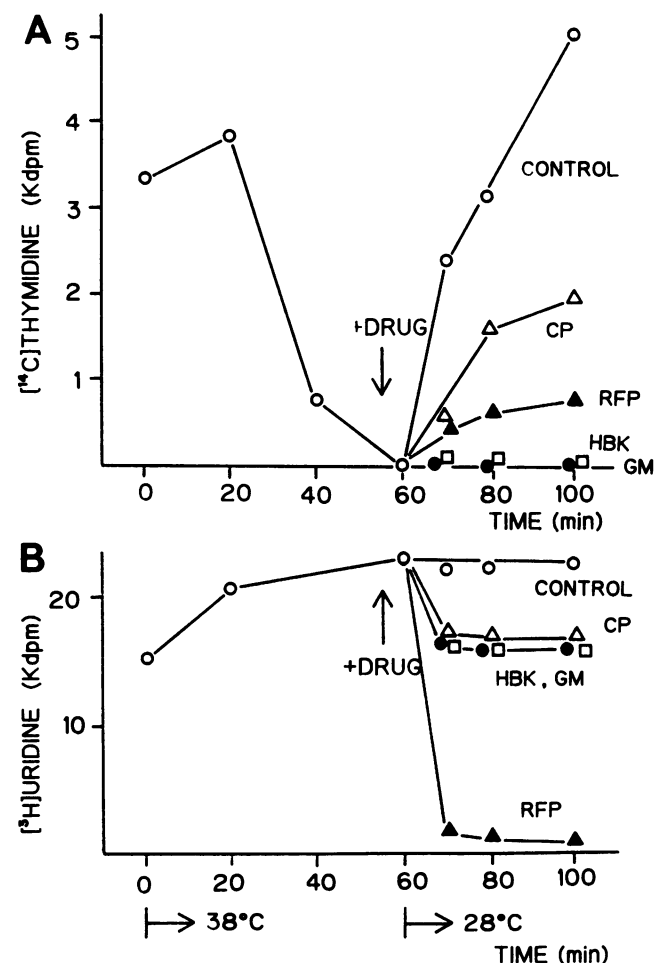 A
[¹⁴C]THYMIDINE (Kdpm)
5
4
3
2
1
CONTROL
+DRUG
CP
RFP
HBK
GM
0 20 40 60 80 100
TIME (min)
B
[³H]URIDINE (Kdpm)
20
10
CONTROL
CP
+DRUG
HBK, GM
RFP
0 20 40 60 80 100
38°C 28°C
TIME (min)